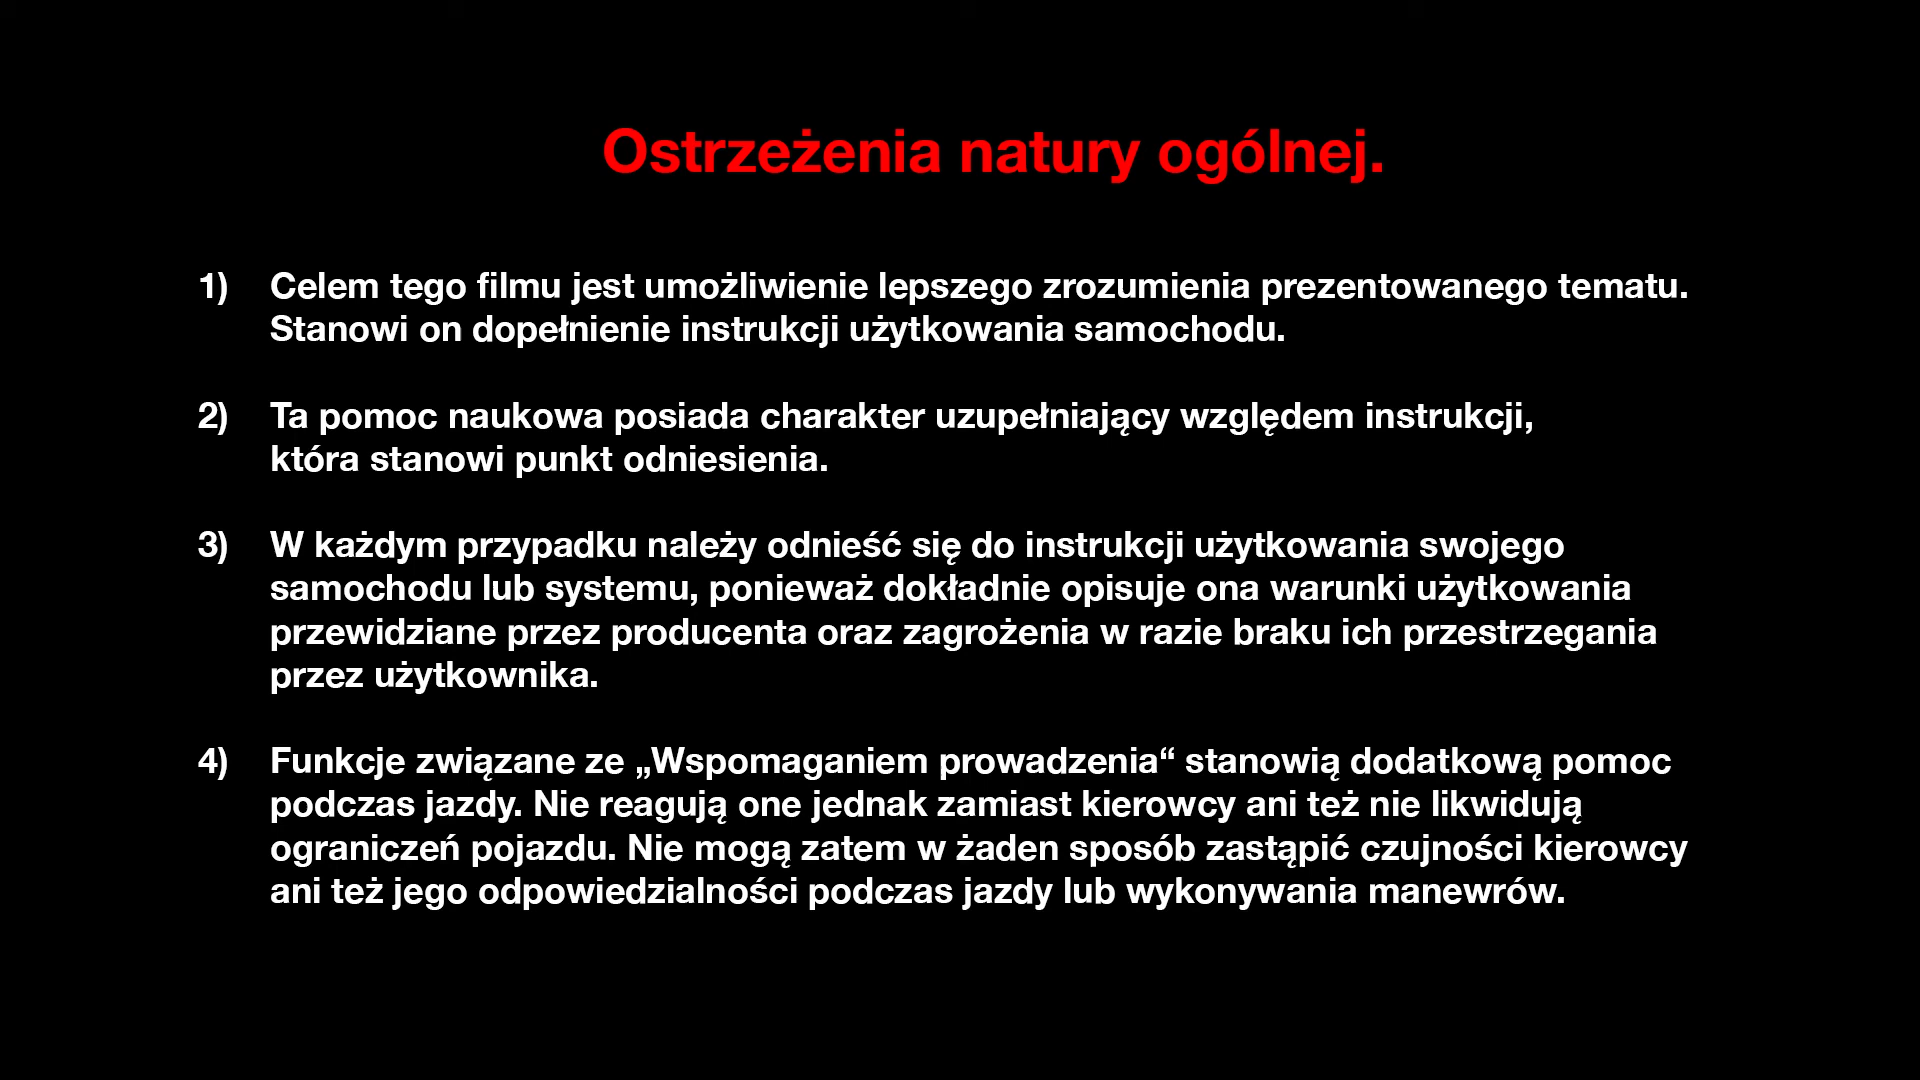 Ostrzeżenia natury ogólnej.
1) Celem tego filmu jest umożliwienie lepszego zrozumienia prezentowanego tematu.
Stanowi on dopełnienie instrukcji użytkowania samochodu.
2) Ta pomoc naukowa posiada charakter uzupełniający względem instrukcji,
która stanowi punkt odniesienia.
3) W każdym przypadku należy odnieść się do instrukcji użytkowania swojego
samochodu lub systemu, ponieważ dokładnie opisuje ona warunki użytkowania
przewidziane przez producenta oraz zagrożenia w razie braku ich przestrzegania
przez użytkownika.
4) Funkcje związane ze „Wspomaganiem prowadzenia“ stanowią dodatkową pomoc
podczas jazdy. Nie reagują one jednak zamiast kierowcy ani też nie likwidują
ograniczeń pojazdu. Nie mogą zatem w żaden sposób zastąpić czujności kierowcy
ani też jego odpowiedzialności podczas jazdy lub wykonywania manewrów.